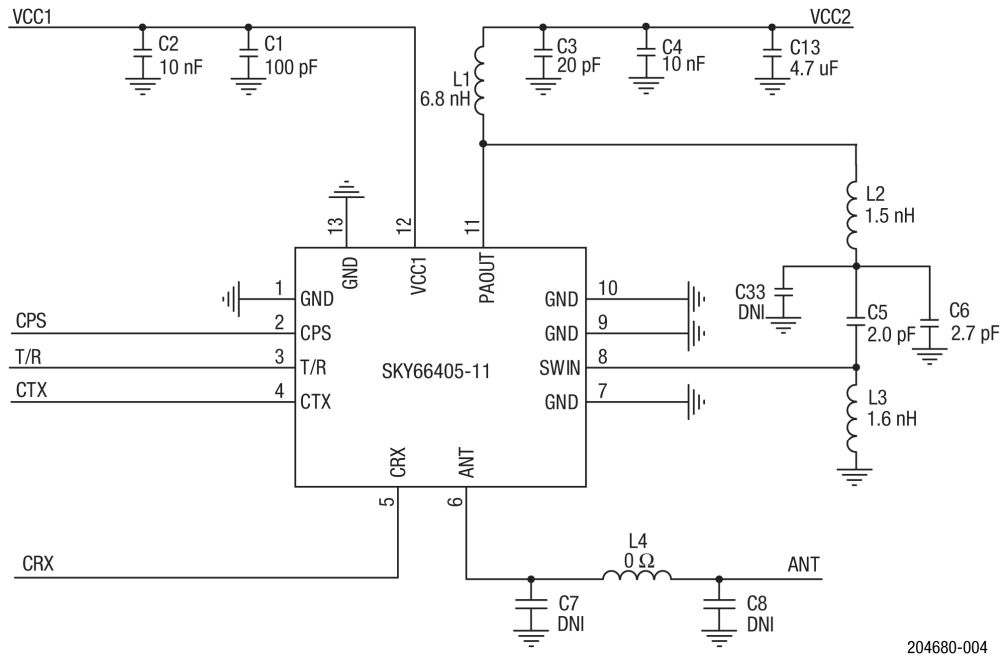 VCC1
C2
10 nF
C1
100 pF
L1
6.8 nH
C3
20 pF
C4
10 nF
C13
4.7 uF
VCC2
L2
1.5 nH
C33
DNI
C5
2.0 pF
C6
2.7 pF
L3
1.6 nH
13
12
11
GND
VCC1
PAOUT
1
GND
CPS
2
CPS
T/R
3
T/R
CTX
4
CTX
SKY66405-11
GND
10
GND
9
SWIN
8
GND
7
CRX
ANT
5
6
CRX
L4
0 Ω
ANT
C7
DNI
C8
DNI
204680-004